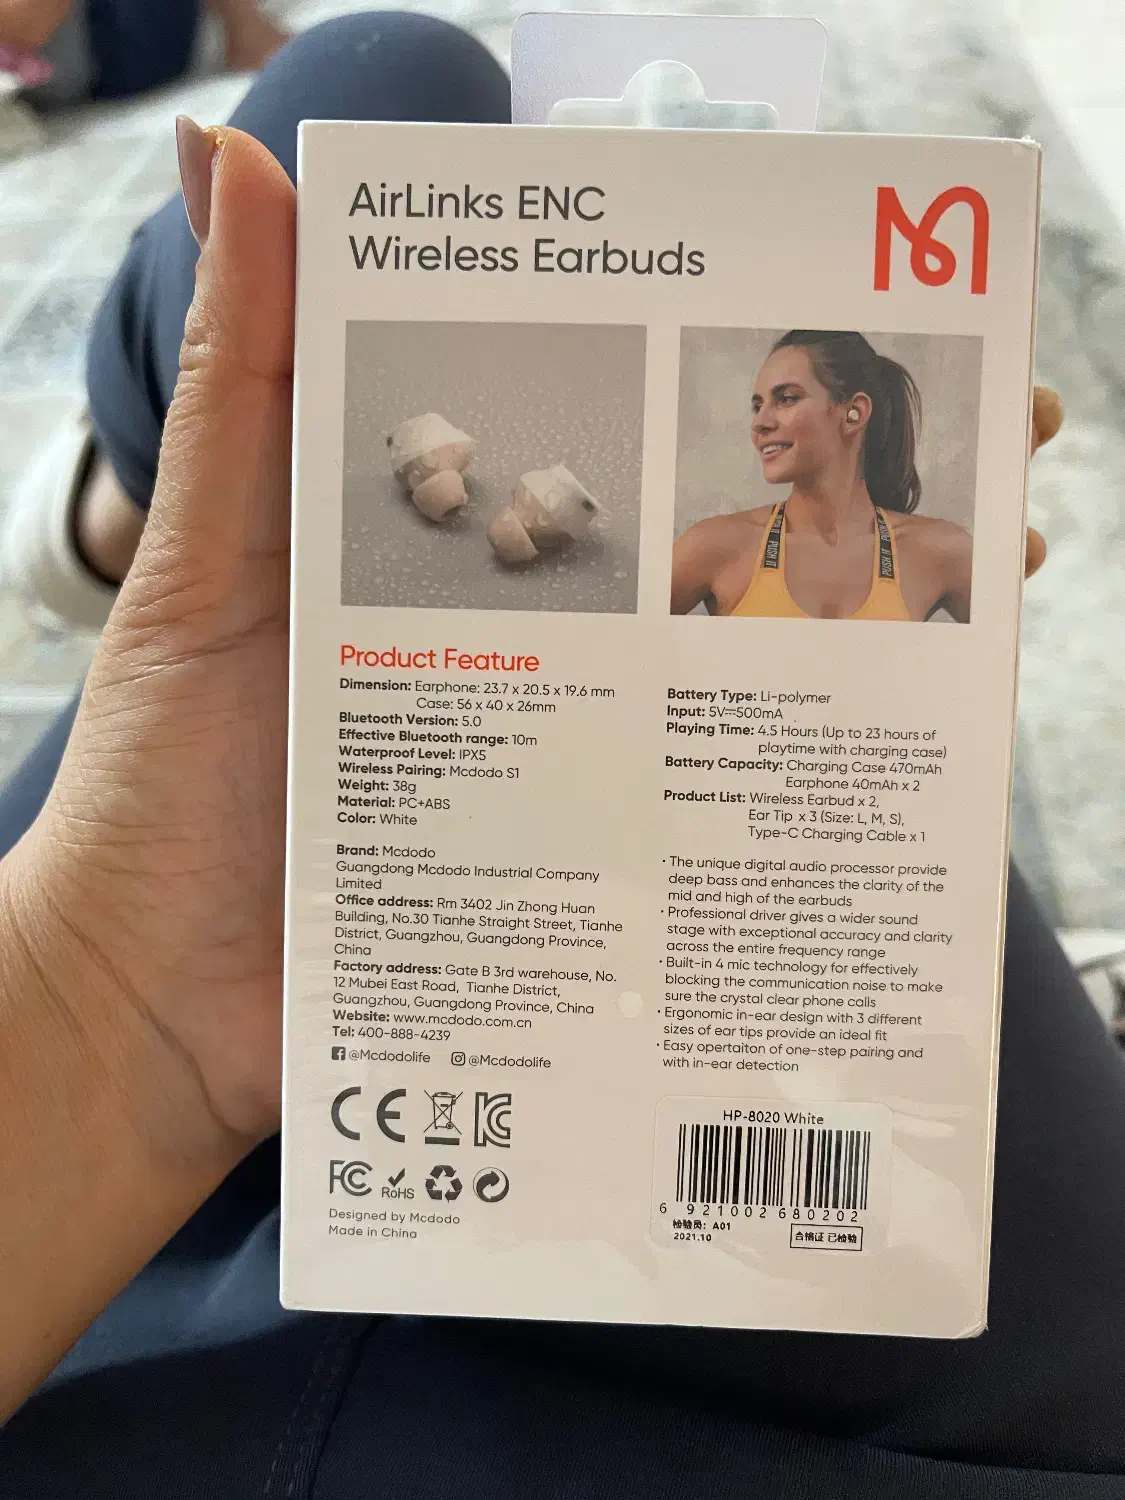 AirLinks ENC
Wireless Earbuds
PUSH IT
PUSH IT
Product Feature
Dimension: Earphone: 23.7 x 20.5 x 19.6 mm
Case: 56 x 40 x 26mm
Bluetooth Version: 5.0
Effective Bluetooth range: 10m
Waterproof Level: IPX5
Wireless Pairing: Mcdodo S1
Weight: 38g
Material: PC+ABS
Color: White
Brand: Mcdodo
Guangdong Mcdodo Industrial Company
Limited
Office address: Rm 3402 Jin Zhong Huan
Building, No.30 Tianhe Straight Street, Tianhe
District, Guangzhou, Guangdong Province,
China
Factory address: Gate B 3rd warehouse, No.
12 Mubei East Road, Tianhe District,
Guangzhou, Guangdong Province, China
Website: www.mcdodo.com.cn
Tel: 400-888-4239
@Mcdodolife @Mcdodolife
CE
FC RoHS
Designed by Mcdodo
Made in China
Battery Type: Li-polymer
Input: 5V⎓500mA
Playing Time: 4.5 Hours (Up to 23 hours of
playtime with charging case)
Battery Capacity: Charging Case 470mAh
Earphone 40mAh x 2
Product List: Wireless Earbud x 2,
Ear Tip x 3 (Size: L, M, S),
Type-C Charging Cable x 1
· The unique digital audio processor provide
deep bass and enhances the clarity of the
mid and high of the earbuds
· Professional driver gives a wider sound
stage with exceptional accuracy and clarity
across the entire frequency range
· Built-in 4 mic technology for effectively
blocking the communication noise to make
sure the crystal clear phone calls
· Ergonomic in-ear design with 3 different
sizes of ear tips provide an ideal fit
· Easy opertaiton of one-step pairing and
with in-ear detection
HP-8020 White
6 921002 680202
检验员: A01
2021.10
合格证 已检验